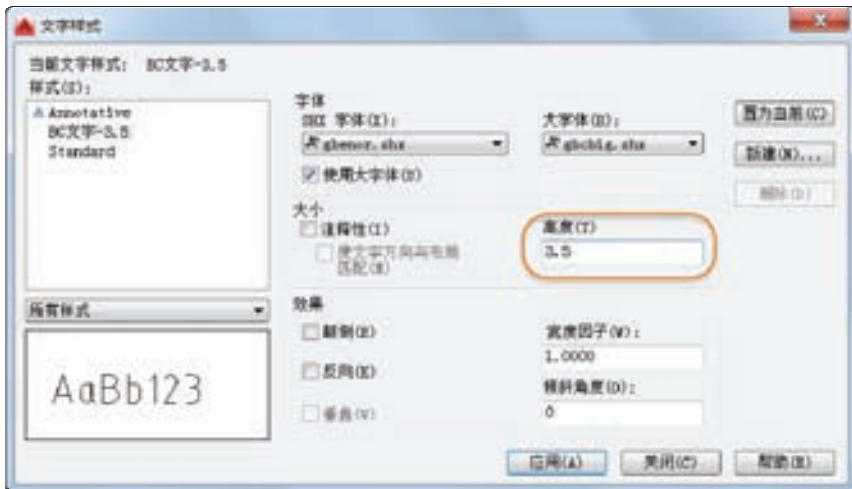 文字样式
当前文字样式: BC文字-3.5
样式(S):
Annotative
BC文字-3.5
Standard
所有样式
AaBb123
字体
SHX 字体(X):
gbenor.shx
使用大字体(U)
大字体(B):
gbcbig.shx
大小
注释性(I)
使文字方向与布局
匹配(M)
高度(T)
3.5
效果
颠倒(E)
反向(K)
垂直(V)
宽度因子(W):
1.0000
倾斜角度(O):
0
置为当前(C)
新建(N)...
删除(D)
应用(A)
关闭(C)
帮助(H)